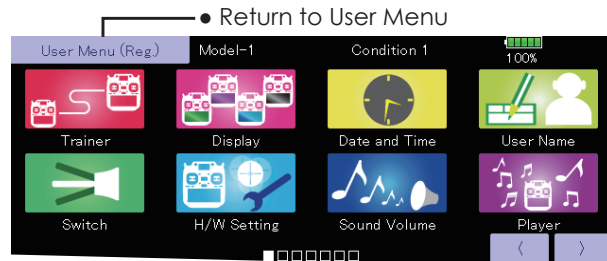 ● Return to User Menu
User Menu (Reg.) Model-1 Condition 1 100%
Trainer Display Date and Time User Name
Switch H/W Setting Sound Volume Player
< >